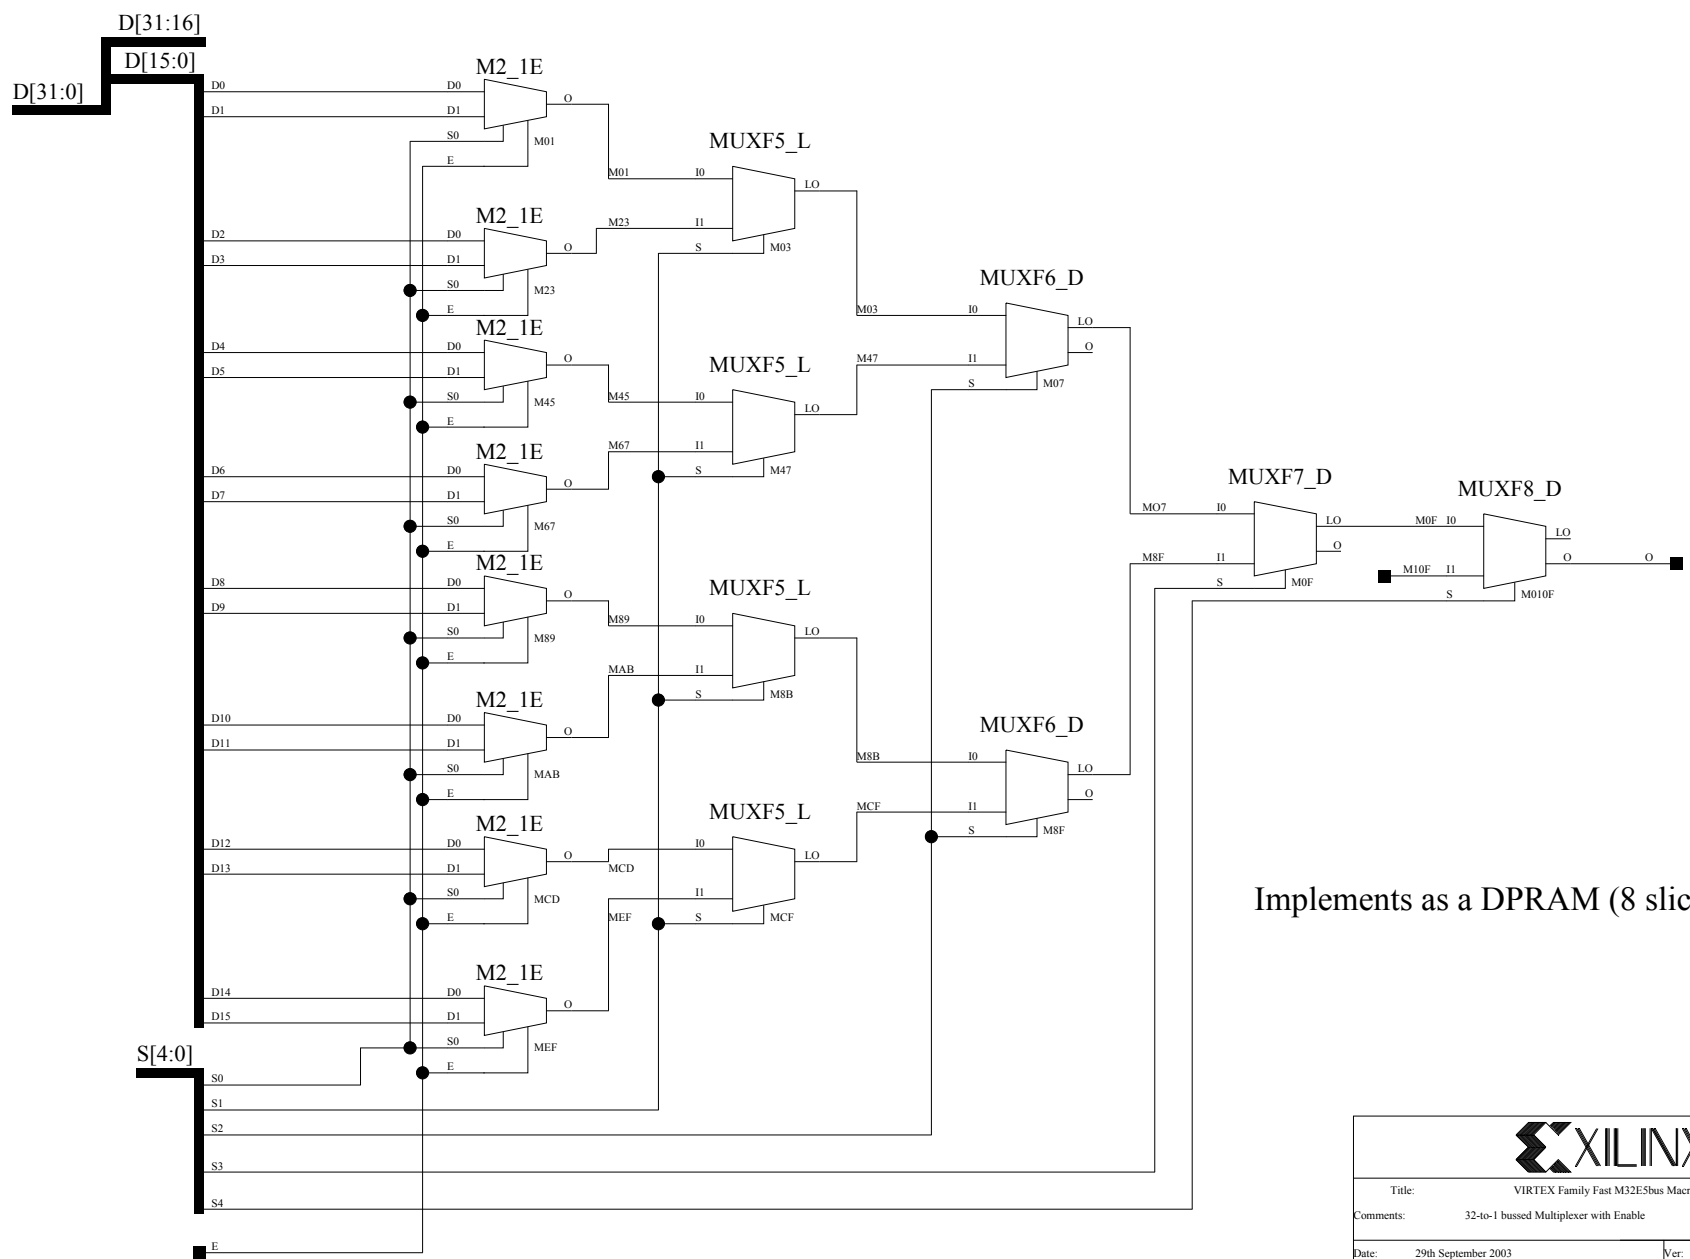 D[31:16]
D[15:0]
D[31:0]
D0 D0 M2_1E O
D1 D1
S0 M01
E
M01 I0 MUXF5_L LO
D2 D0 M2_1E O M23 I1
D3 D1 S M03
S0 M23
E
M03 I0 MUXF6_D LO
O
D4 D0 M2_1E O
D5 D1
S0 M45 M45 I0 MUXF5_L LO M47 I1
E S M07
D6 D0 M2_1E O M67 I1
D7 D1 S M47
S0 M67
E
MO7 I0 MUXF7_D LO M0F I0 MUXF8_D LO
O O O
M8F I1 M10F I1
S M0F S M010F
D8 D0 M2_1E O
D9 D1
S0 M89 M89 I0 MUXF5_L LO
E
MAB I1
S M8B
D10 D0 M2_1E O
D11 D1
S0 MAB
E
M8B I0 MUXF6_D LO
O
D12 D0 M2_1E O MCD I0 MUXF5_L LO MCF I1
D13 D1 S M8F
S0 MCD
E
MEF I1
S MCF
D14 D0 M2_1E O
D15 D1
S0 MEF
E
Implements as a DPRAM (8 slic
S[4:0]
S0
S1
S2
S3
S4
E
XILINX
Title: VIRTEX Family Fast M32E5bus Macr
Comments: 32-to-1 bussed Multiplexer with Enable
Date: 29th September 2003 Ver: